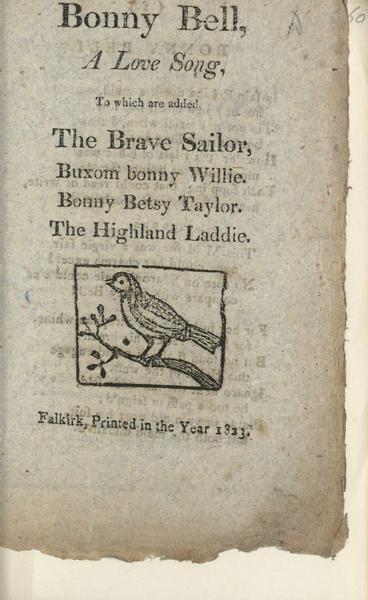 Bonny Bell,
A Love Song,
To which are added,
The Brave Sailor,
Buxom bonny Willie.
Bonny Betsy Taylor.
The Highland Laddie.
Falkirk, Printed in the Year 1823.